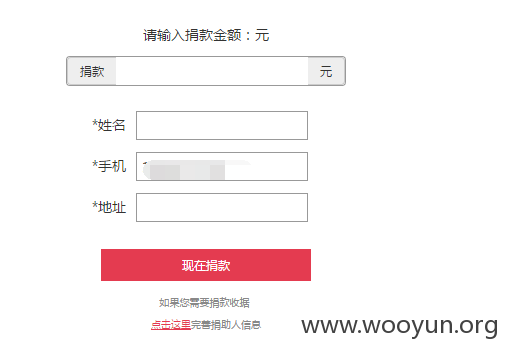 请输入捐款金额：元
捐款 元
*姓名
*手机
*地址
现在捐款
如果您需要捐款收据
点击这里完善捐助人信息
www.wooyun.org